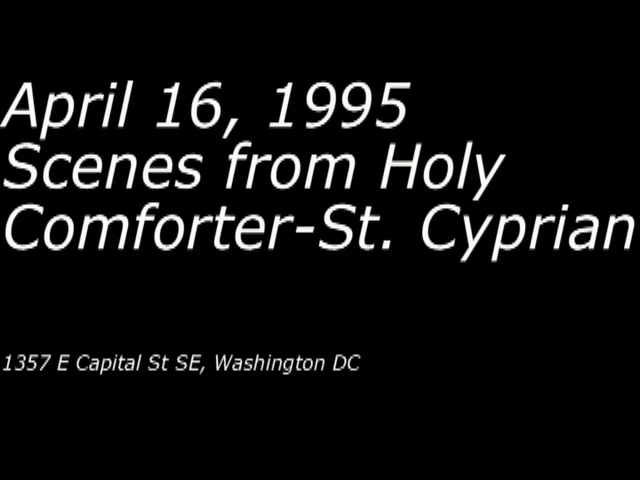 April 16, 1995
Scenes from Holy
Comforter-St. Cyprian
1357 E Capital St SE, Washington DC